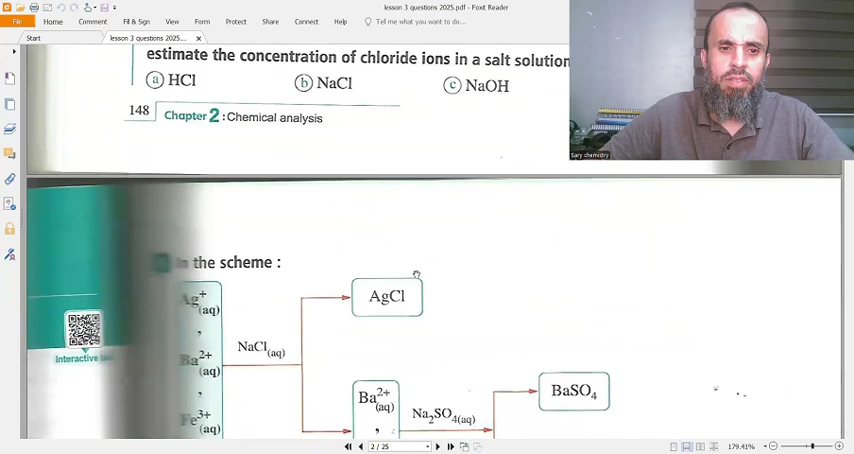 lesson 3 questions 2025.pdf - Foxit Reader
File Home Comment Fill & Sign View Form Protect Share Connect Help Tell me what you want to do...
Start lesson 3 questions 2025.pdf
estimate the concentration of chloride ions in a salt solution
a HCl b NaCl c NaOH
148 Chapter 2 : Chemical analysis
Sary chemistry
In the scheme :
Ag+(aq)
,
Ba2+(aq)
,
Fe3+(aq)
NaCl(aq)
AgCl
Ba2+(aq)
,
Na2SO4(aq)
BaSO4
Interactive
2 / 25
179.41%